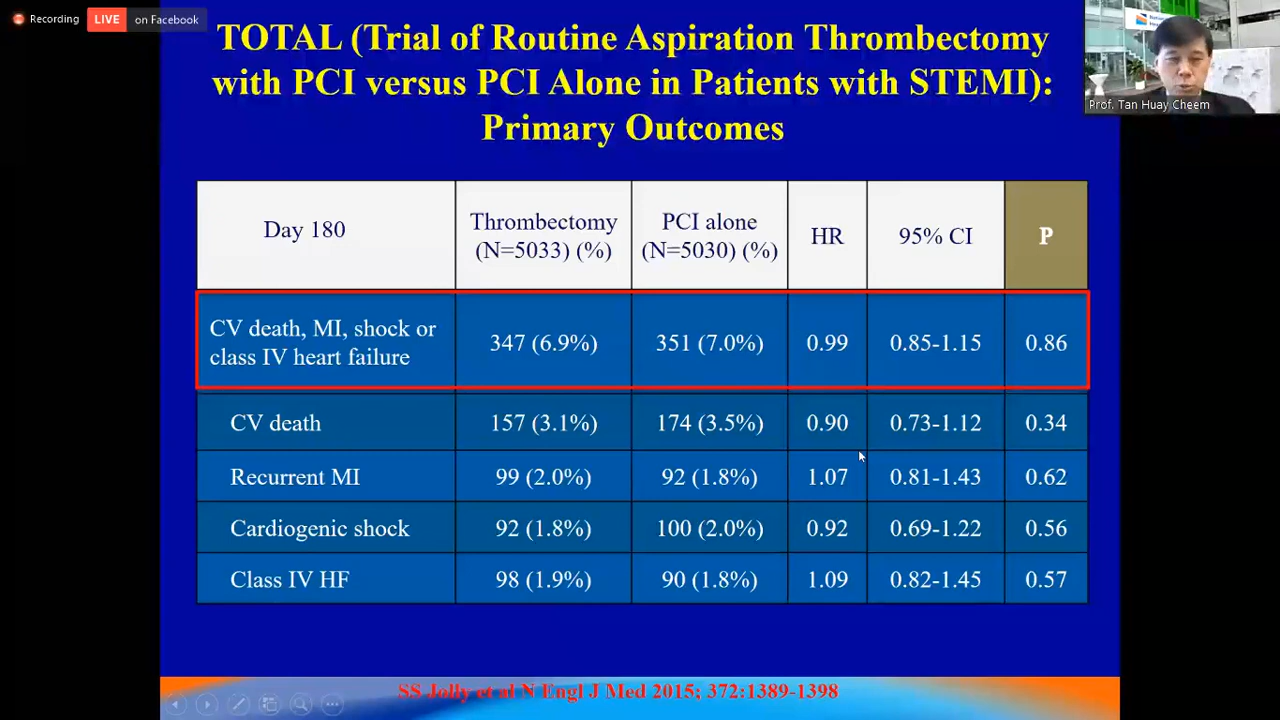 Recording
LIVE on Facebook
TOTAL (Trial of Routine Aspiration Thrombectomy
with PCI versus PCI Alone in Patients with STEMI):
Primary Outcomes
Prof. Tan Huay Cheem
Day 180
Thrombectomy
(N=5033) (%)
PCI alone
(N=5030) (%)
HR
95% CI
P
CV death, MI, shock or
class IV heart failure
347 (6.9%)
351 (7.0%)
0.99
0.85-1.15
0.86
CV death
157 (3.1%)
174 (3.5%)
0.90
0.73-1.12
0.34
Recurrent MI
99 (2.0%)
92 (1.8%)
1.07
0.81-1.43
0.62
Cardiogenic shock
92 (1.8%)
100 (2.0%)
0.92
0.69-1.22
0.56
Class IV HF
98 (1.9%)
90 (1.8%)
1.09
0.82-1.45
0.57
SS Jolly et al N Engl J Med 2015; 372:1389-1398